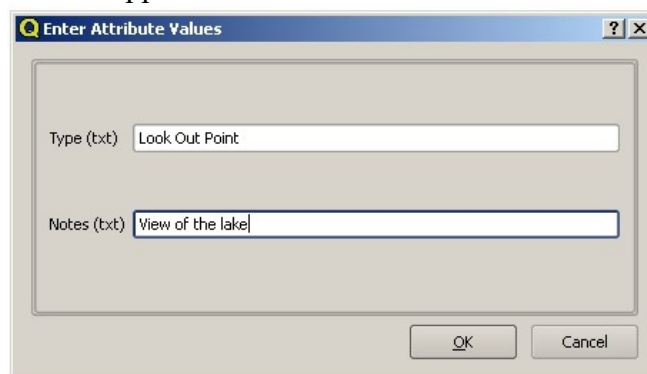 Enter Attribute Values
Type (txt) Look Out Point
Notes (txt) View of the lake
OK Cancel